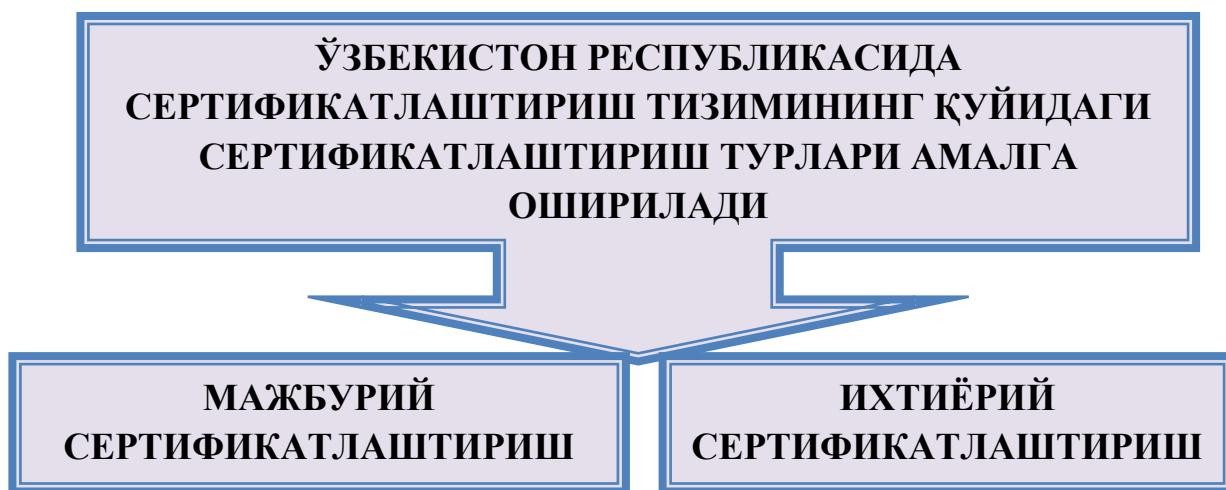 ЎЗБЕКИСТОН РЕСПУБЛИКАСИДА
СЕРТИФИКАТЛАШТИРИШ ТИЗИМИНИНГ ҚУЙИДАГИ
СЕРТИФИКАТЛАШТИРИШ ТУРЛАРИ АМАЛГА
ОШИРИЛАДИ
МАЖБУРИЙ
СЕРТИФИКАТЛАШТИРИШ
ИХТИЁРИЙ
СЕРТИФИКАТЛАШТИРИШ